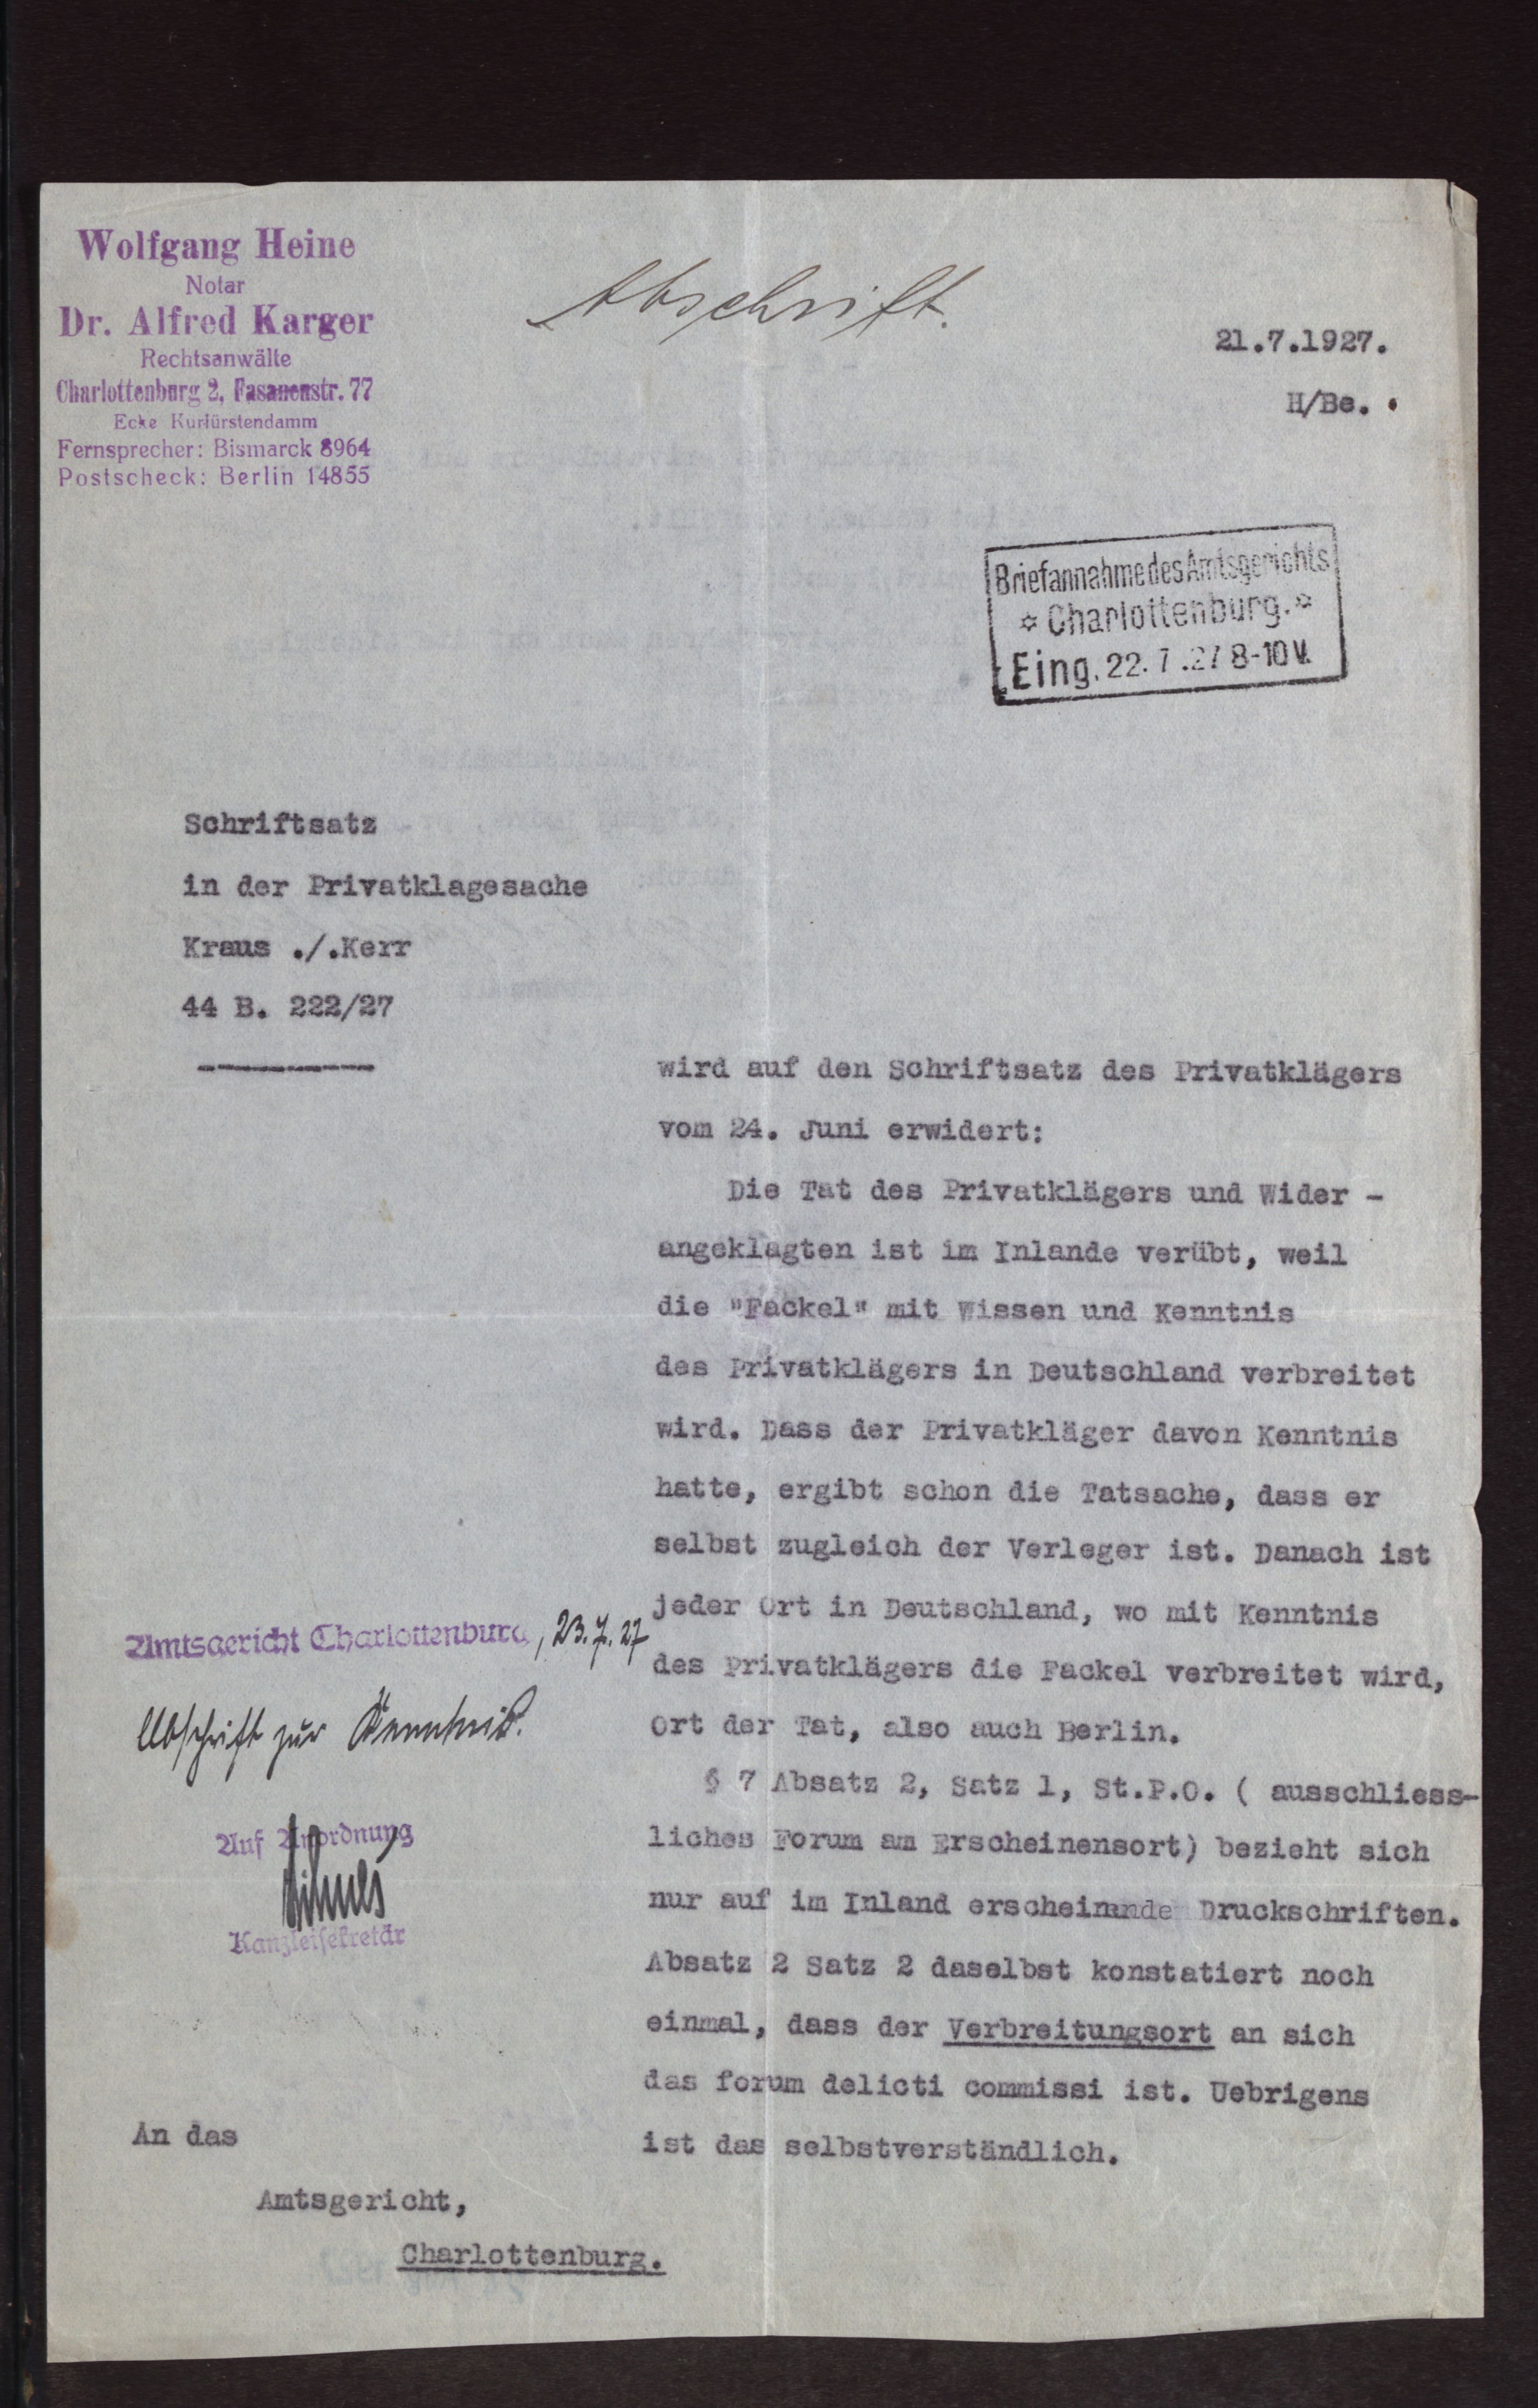 Wolfgang Heine
Notar
Dr. Alfred Karger
Rechtsanwälte
Charlottenburg 2, Fasanenstr. 77
Ecke Kurfürstendamm
Fernsprecher: Bismarck 8964
Postscheck: Berlin 14855
Abschrift.
21.7.1927.
H/Be.
Briefannahme des Amtsgerichts
Charlottenburg.
Eing. 22.7.27 8-10 V.
Schriftsatz
in der Privatklagesache
Kraus ./.Kerr
44 B. 222/27
wird auf den Schriftsatz des Privatklägers
vom 24. Juni erwidert:
Die Tat des Privatklägers und Wider -
angeklagten ist im Inlande verübt, weil
die "Fackel" mit Wissen und Kenntnis
des Privatklägers in Deutschland verbreitet
wird. Dass der Privatkläger davon Kenntnis
hatte, ergibt schon die Tatsache, dass er
selbst zugleich der Verleger ist. Danach ist
jeder Ort in Deutschland, wo mit Kenntnis
des Privatklägers die Fackel verbreitet wird,
Ort der Tat, also auch Berlin.
§ 7 Absatz 2, Satz 1, St.P.O. ( ausschliess-
liches Forum am Erscheinensort) bezieht sich
nur auf im Inland erscheinende Druckschriften.
Absatz 2 Satz 2 daselbst konstatiert noch
einmal, dass der Verbreitungsort an sich
das forum delicti commissi ist. Uebrigens
ist das selbstverständlich.
Amtsgericht Charlottenburg, 23.7.27
Abschrift zur Kenntnis.
Auf Anordnung
Kanzleisekretär
An das
Amtsgericht,
Charlottenburg.